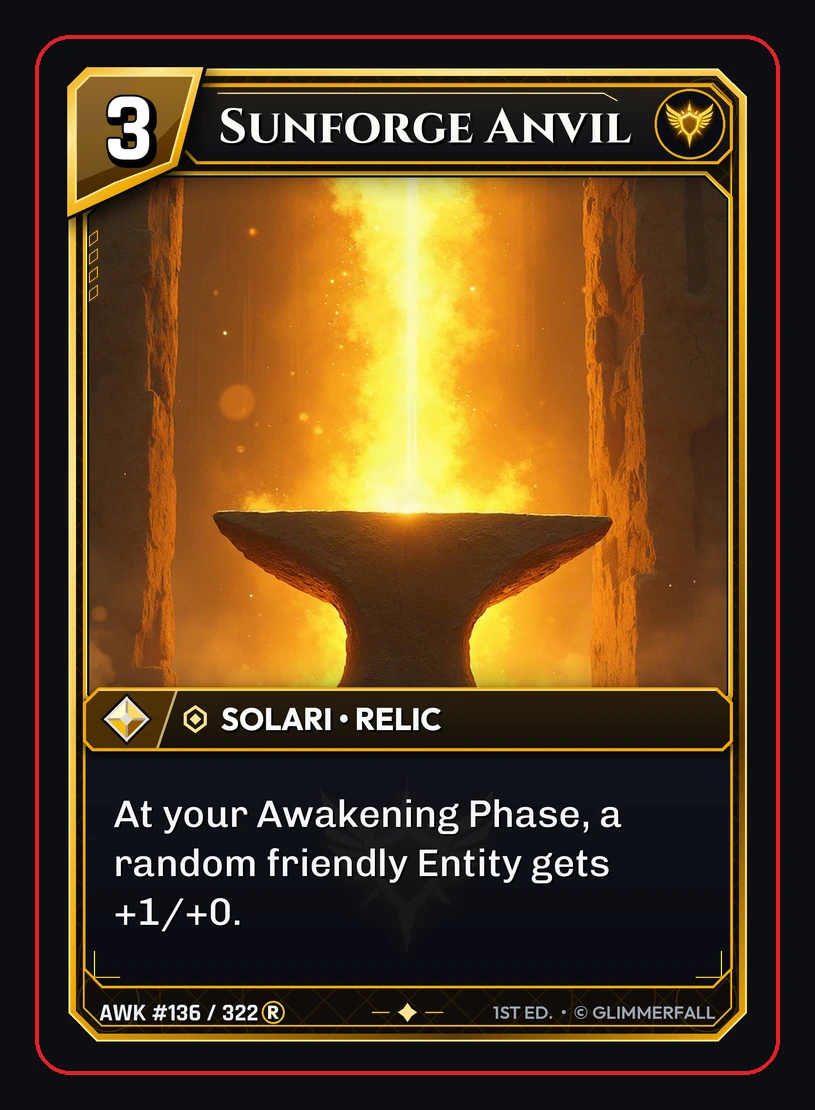 3
SUNFORGE ANVIL
SOLARI • RELIC
At your Awakening Phase, a
random friendly Entity gets
+1/+0.
AWK #136 / 322 R
1ST ED. • © GLIMMERFALL